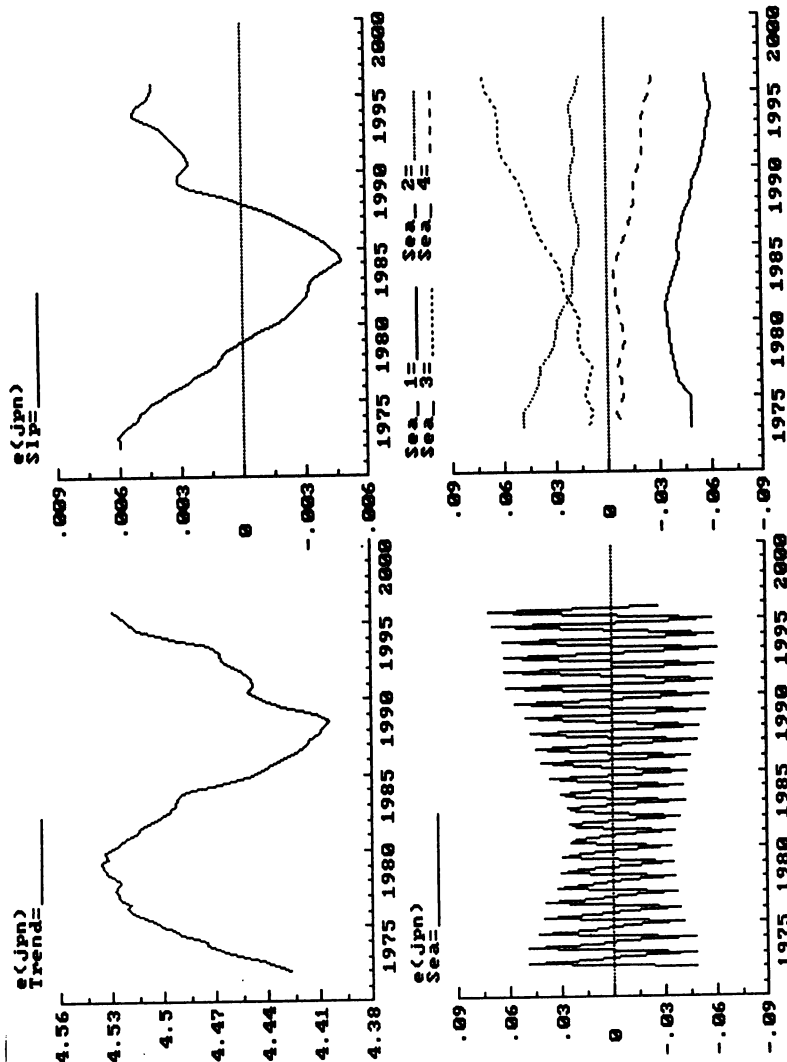 e(jpn)
Trend=
4.56
4.53
4.5
4.47
4.44
4.41
4.38
1975 1980 1985 1990 1995 2000
e(jpn)
Slp=
.009
.006
.003
0
-.003
-.006
1975 1980 1985 1990 1995 2000
e(jpn)
Sea=
.09
.06
.03
0
-.03
-.06
-.09
1975 1980 1985 1990 1995 2000
Sea_ 1= Sea_ 2=
Sea_ 3= Sea_ 4=
.09
.06
.03
0
-.03
-.06
-.09
1975 1980 1985 1990 1995 2000